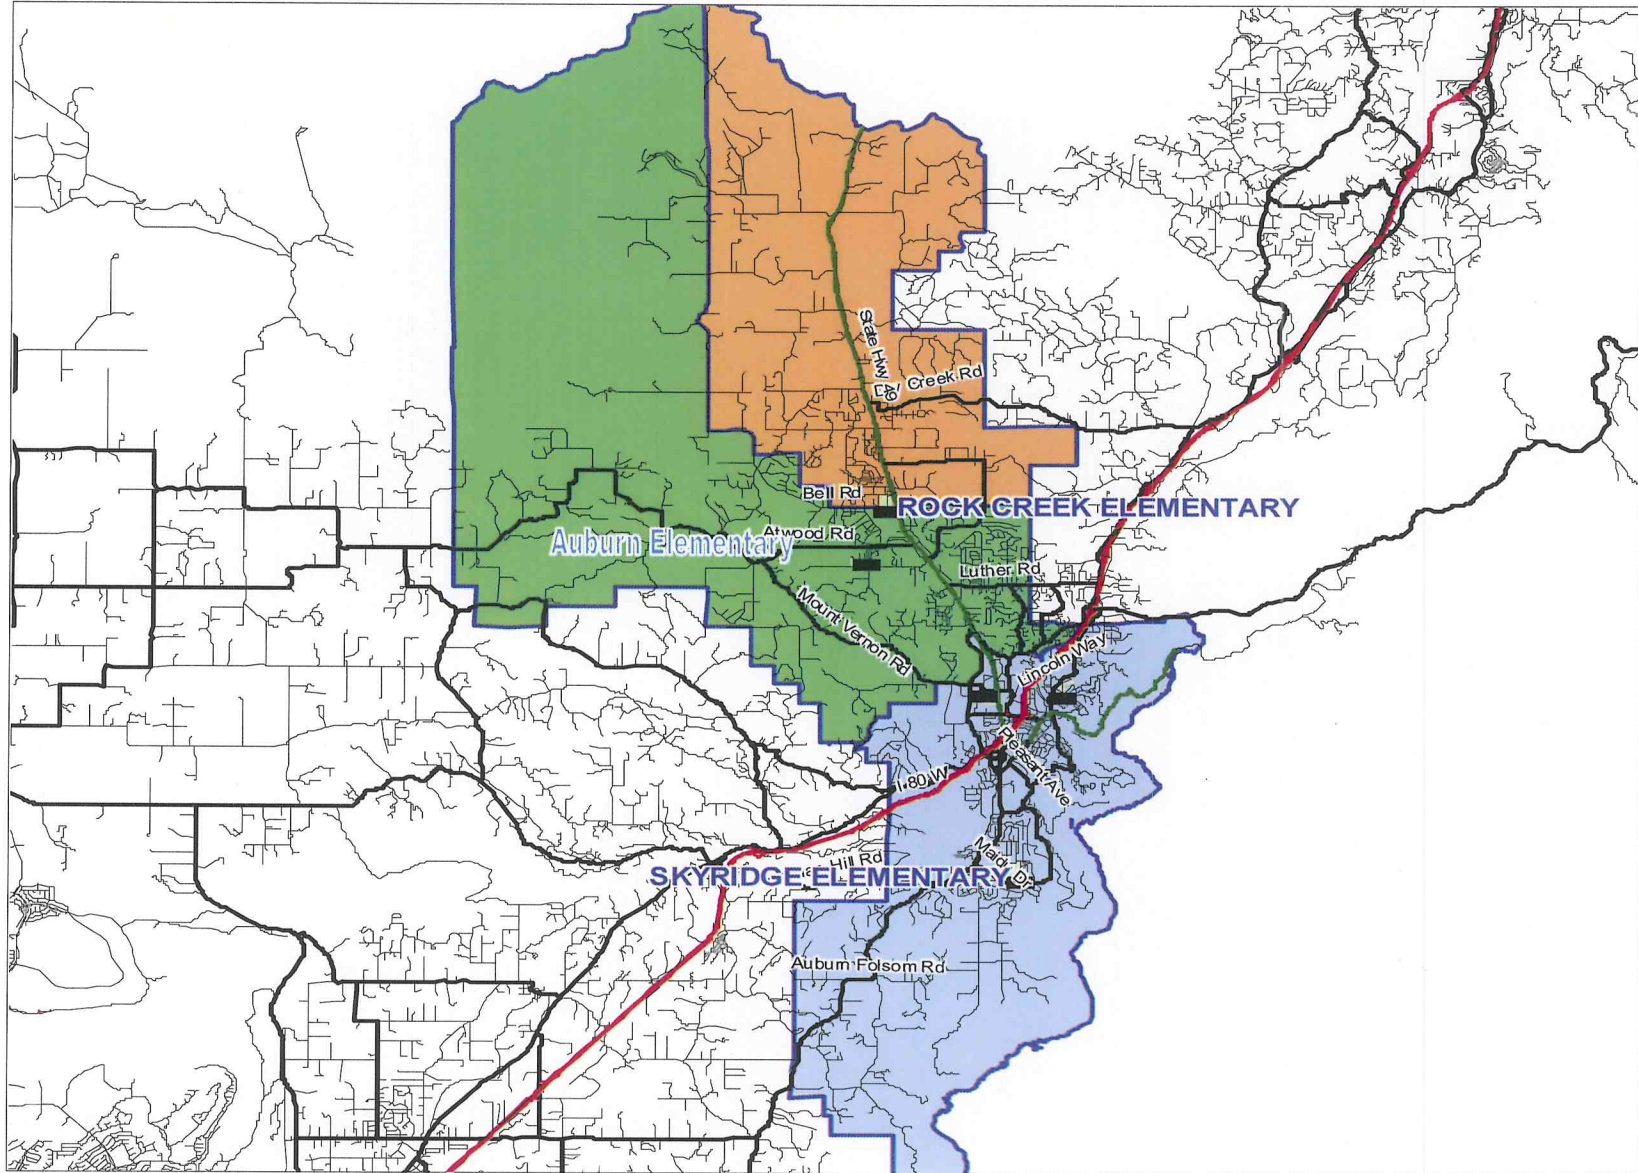 State Hwy 49
Creek Rd
Bell Rd
ROCK CREEK ELEMENTARY
Atwood Rd
Auburn Elementary
Luther Rd
Mount Vernon Rd
Lincoln Way
Pleasant Ave
I 80 W
Maidu Dr
Hill Rd
SKYRIDGE ELEMENTARY
Auburn Folsom Rd